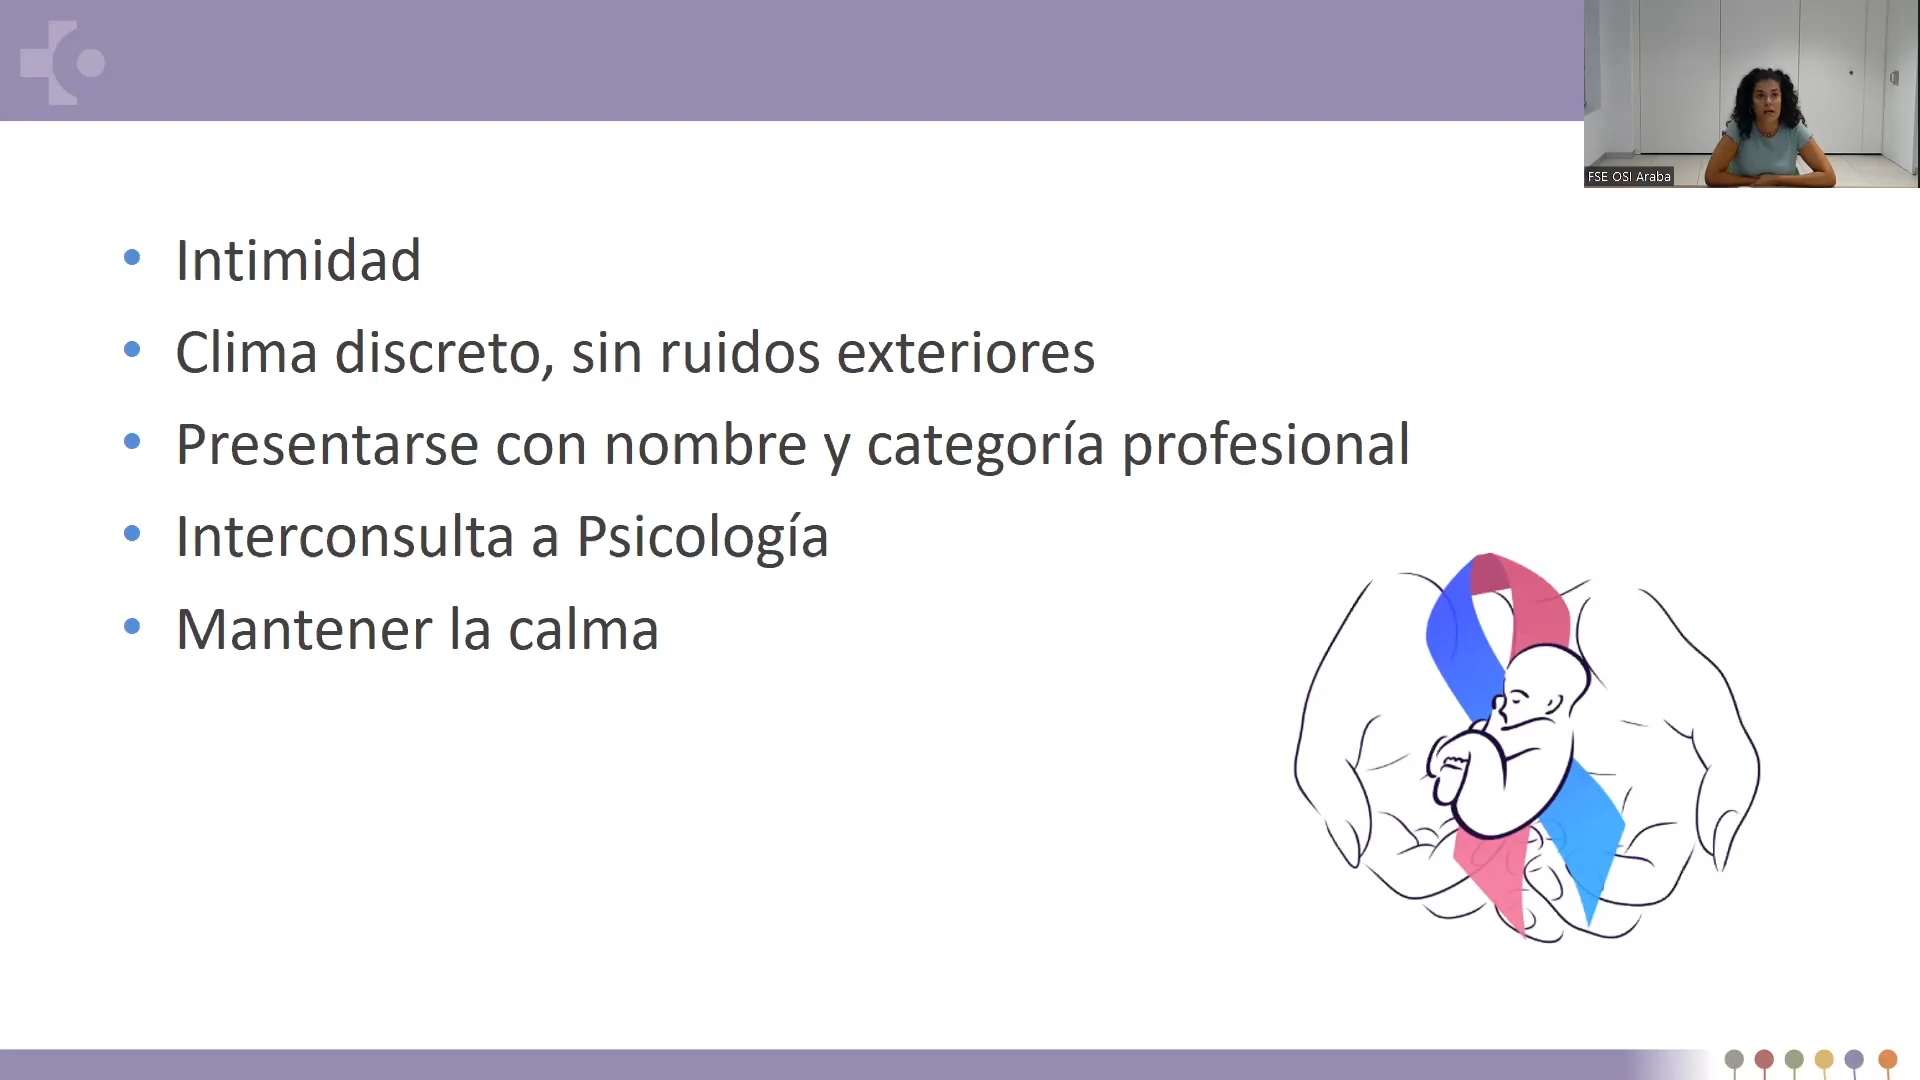 FSE OSI Araba
Intimidad
Clima discreto, sin ruidos exteriores
Presentarse con nombre y categoría profesional
Interconsulta a Psicología
Mantener la calma